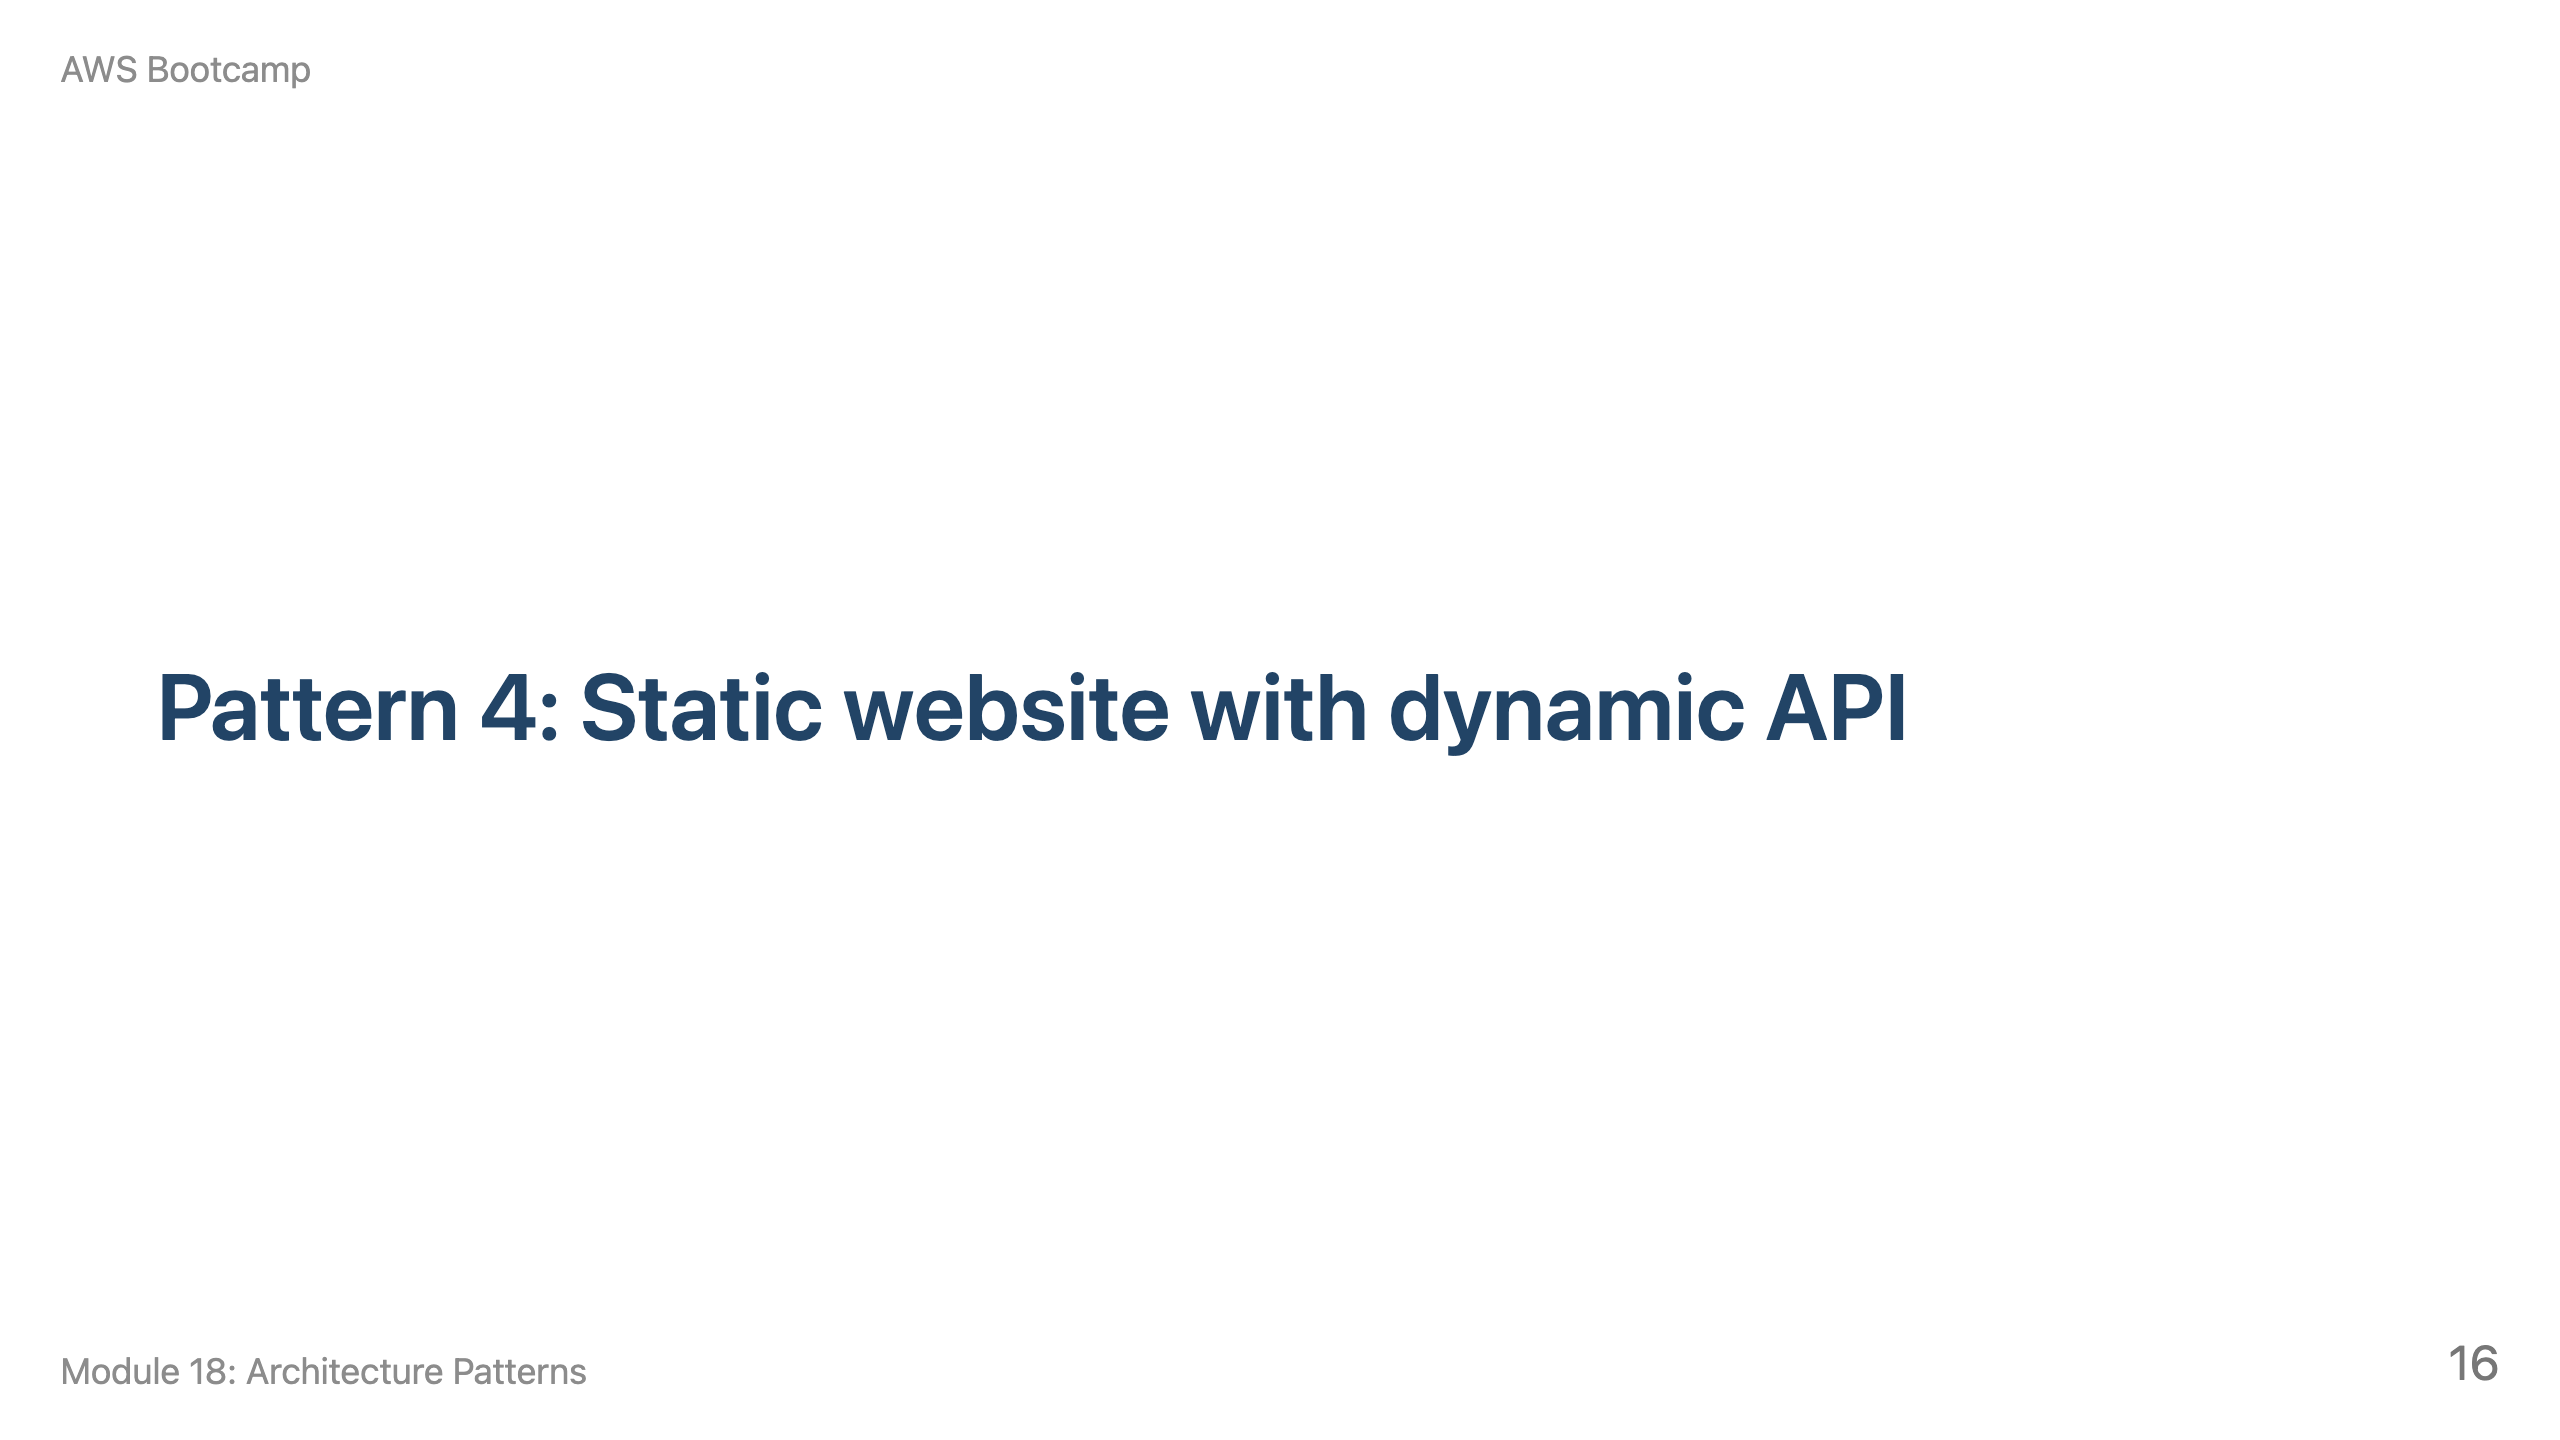 AWS Bootcamp
Pattern 4: Static website with dynamic API
Module 18: Architecture Patterns
16